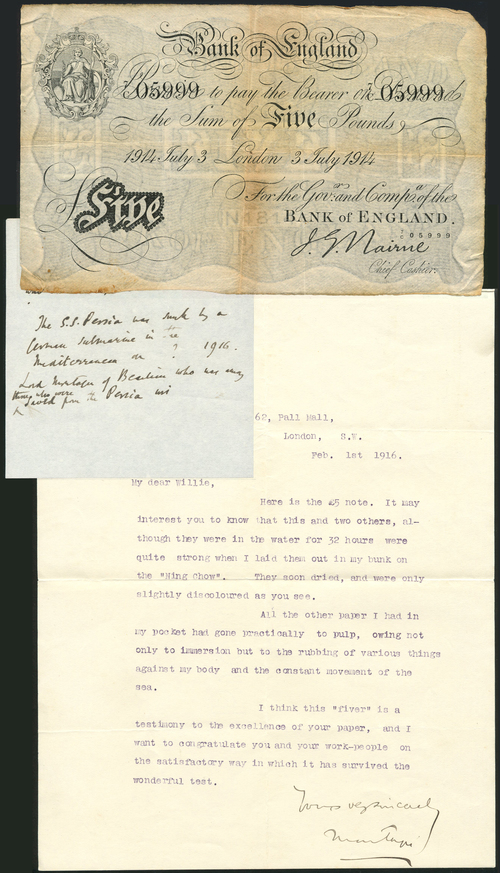 Bank of England
05999 to pay the Bearer on Demand 05999
the Sum of Five Pounds
1914 July 3 London 3 July 1914
For the Govr. and Compa. of the
BANK of ENGLAND.
Five
05999
J. G. Nairne
Chief Cashier.
The S.S. Persia was sunk by a
German submarine in the
Mediterranean on ? 1916.
Lord Montagu of Beaulieu who was among
those who were
saved from the Persia
62, Pall Mall,
London, S.W.
Feb. 1st 1916.
My dear Willie,
Here is the £5 note. It may
interest you to know that this and two others, al-
though they were in the water for 32 hours were
quite strong when I laid them out in my bunk on
the "Ning Chow". They soon dried, and were only
slightly discoloured as you see.
All the other paper I had in
my pocket had gone practically to pulp, owing not
only to immersion but to the rubbing of various things
against my body and the constant movement of the
sea.
I think this "fiver" is a
testimony to the excellence of your paper, and I
want to congratulate you and your work-people on
the satisfactory way in which it has survived the
wonderful test.
Yours very sincerely
Montagu